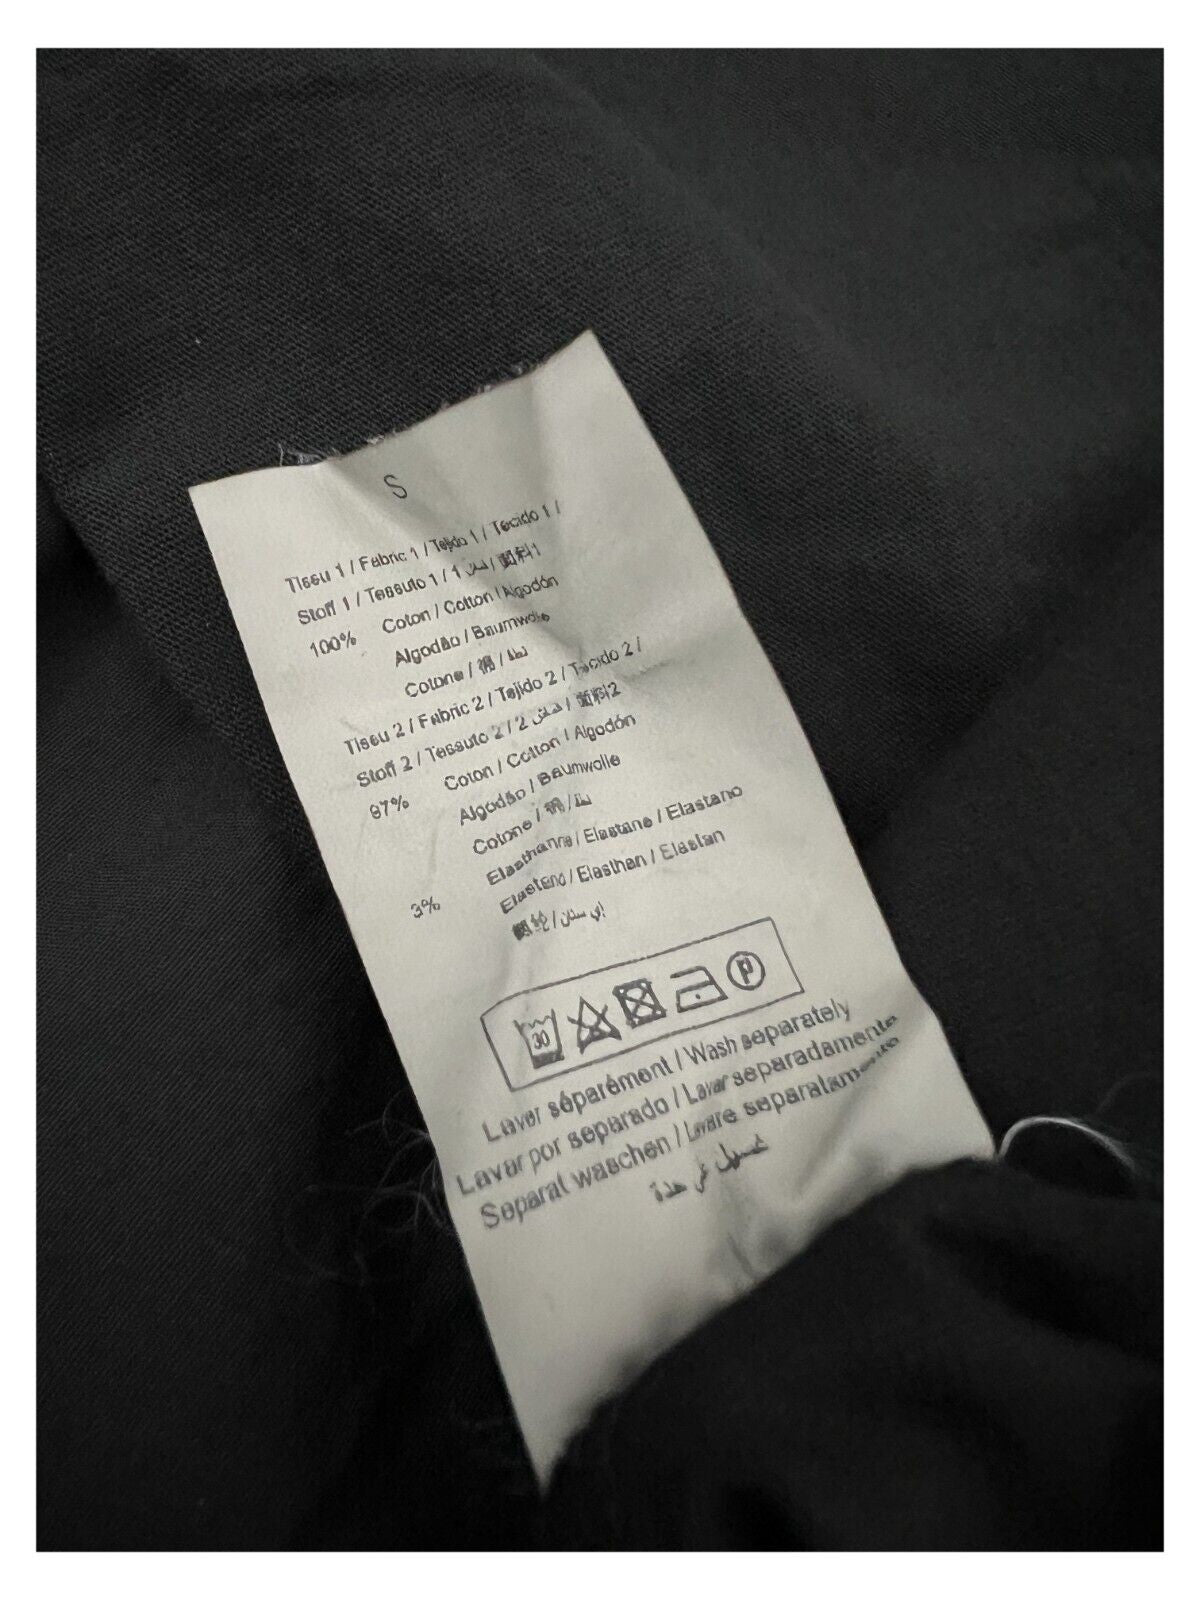 S
Tissu 1 / Fabric 1 / Tejido 1 / Tecido 1 /
Stoff 1 / Tessuto 1 / 1 قماش / 面料1
100% Coton / Cotton / Algodón
Algodão / Baumwolle
Cotone / 棉 / قطن
Tissu 2 / Fabric 2 / Tejido 2 / Tecido 2 /
Stoff 2 / Tessuto 2 / 2 قماش / 面料2
97% Coton / Cotton / Algodón
Algodão / Baumwolle
Cotone / 棉 / قطن
3% Elasthanne / Elastane / Elastano
Elastano / Elasthan / Elastan
إي ستان
30 P
Laver séparément / Wash separately
Lavar por separado / Lavar separadamente
Separat waschen / Lavare separatamente
غسيل في حدة